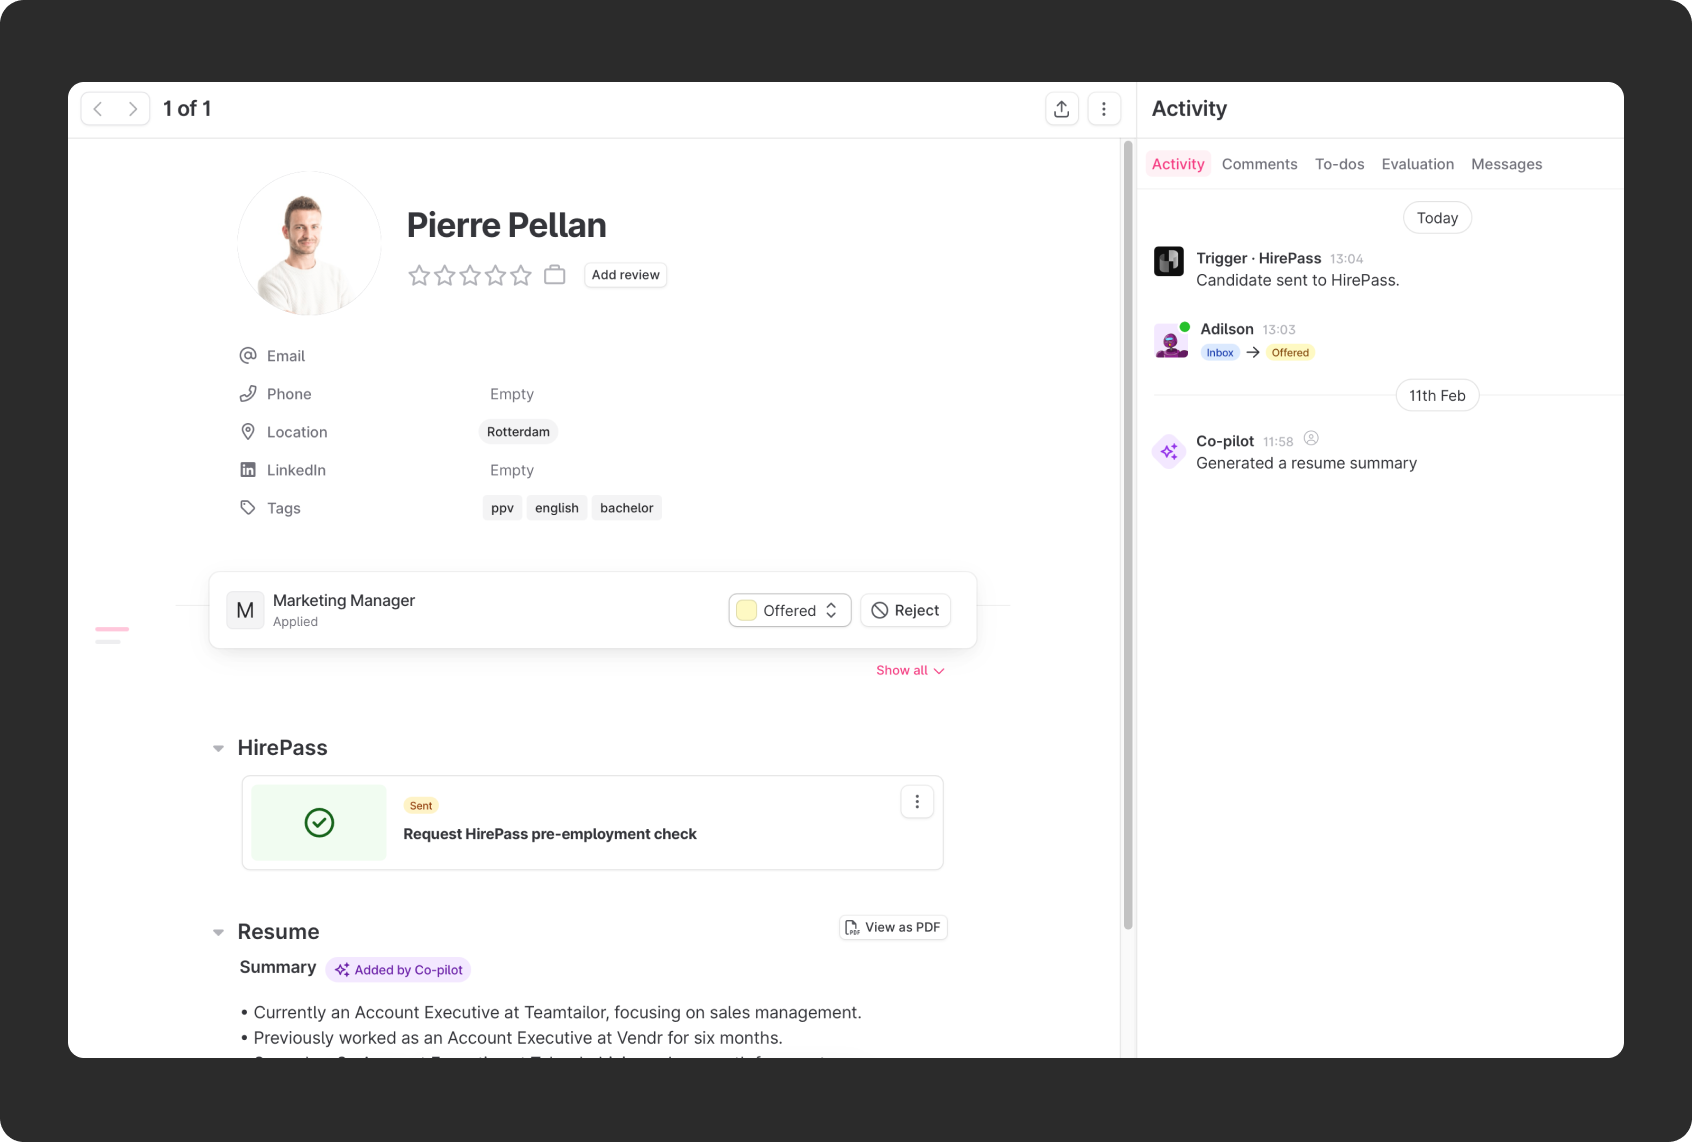 1 of 1
Pierre Pellan
Add review
Email
Phone Empty
Location Rotterdam
LinkedIn Empty
Tags ppv english bachelor
M Marketing Manager
Applied
Offered Reject
Show all
HirePass
Sent
Request HirePass pre-employment check
Resume
View as PDF
Summary Added by Co-pilot
• Currently an Account Executive at Teamtailor, focusing on sales management.
• Previously worked as an Account Executive at Vendr for six months.
Activity
Activity Comments To-dos Evaluation Messages
Today
Trigger · HirePass 13:04
Candidate sent to HirePass.
Adilson 13:03
Inbox → Offered
11th Feb
Co-pilot 11:58
Generated a resume summary